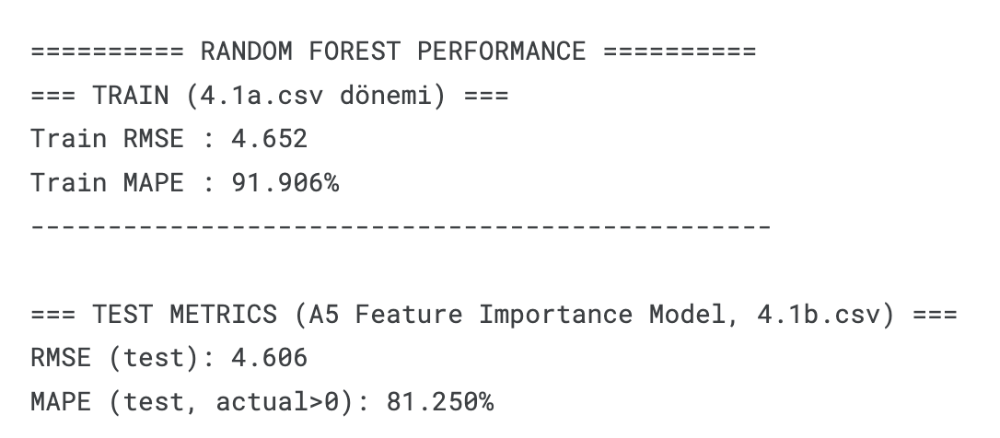 ========== RANDOM FOREST PERFORMANCE ==========
=== TRAIN (4.1a.csv dönemi) ===
Train RMSE : 4.652
Train MAPE : 91.906%
------------------------------------------------
=== TEST METRICS (A5 Feature Importance Model, 4.1b.csv) ===
RMSE (test): 4.606
MAPE (test, actual>0): 81.250%